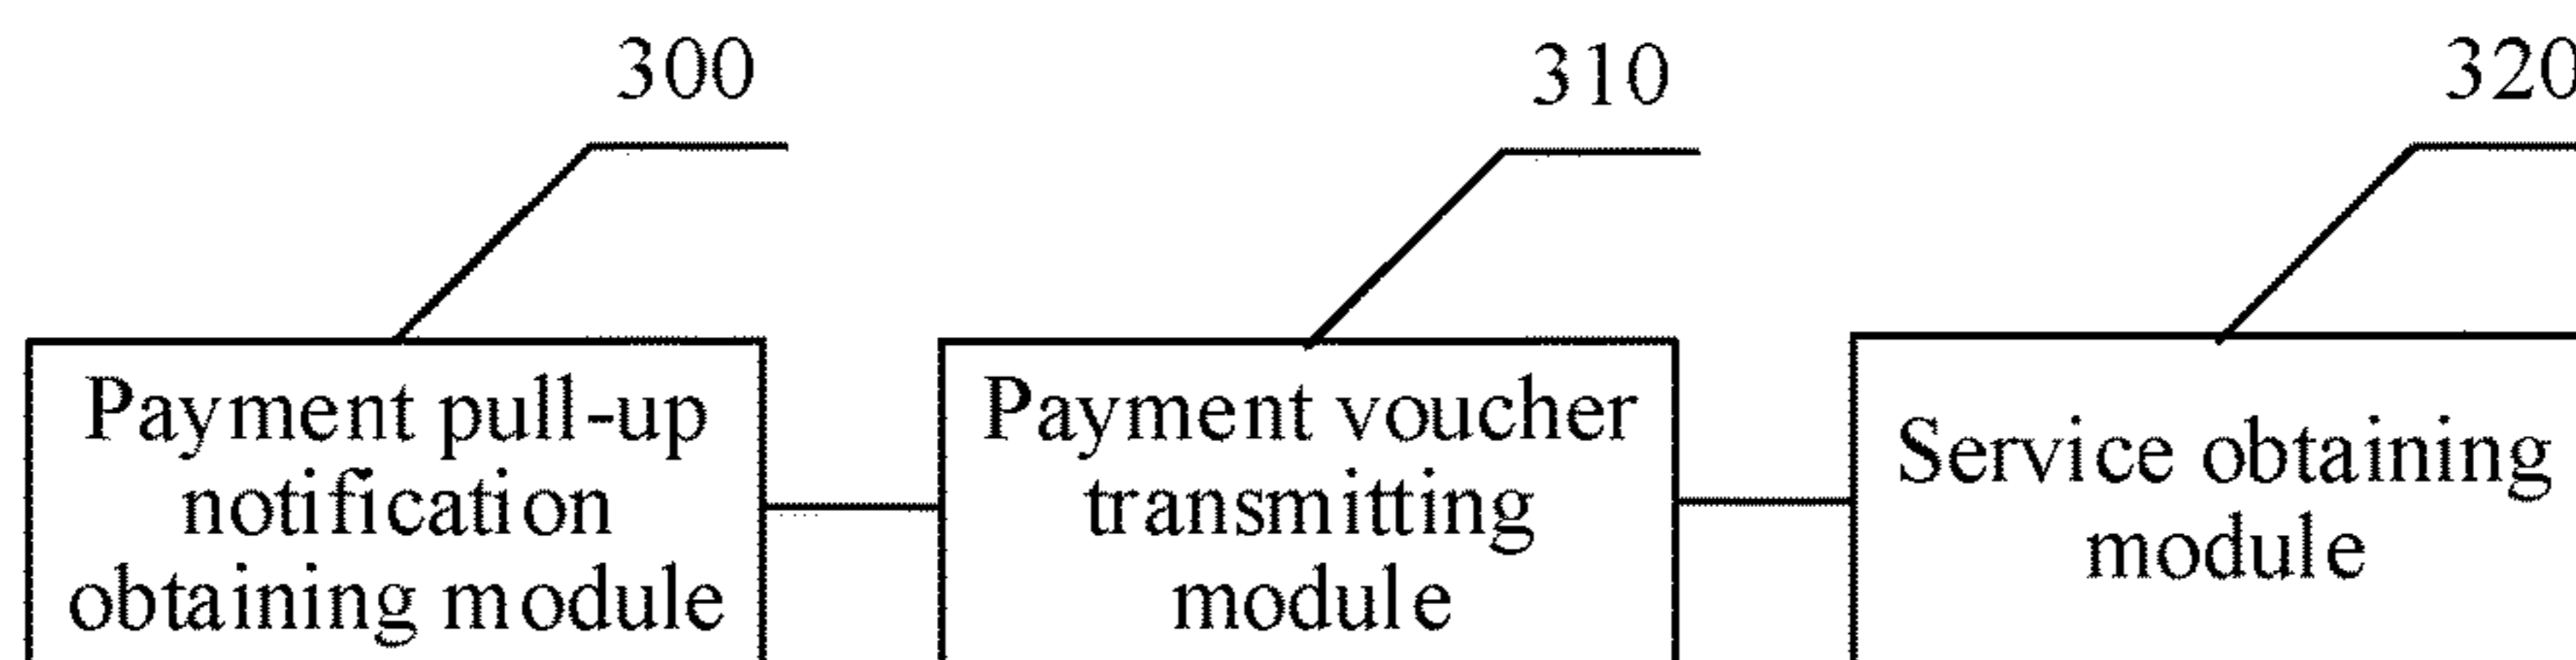 300
310
320
Payment pull-up
notification
obtaining module
Payment voucher
transmitting
module
Service obtaining
module